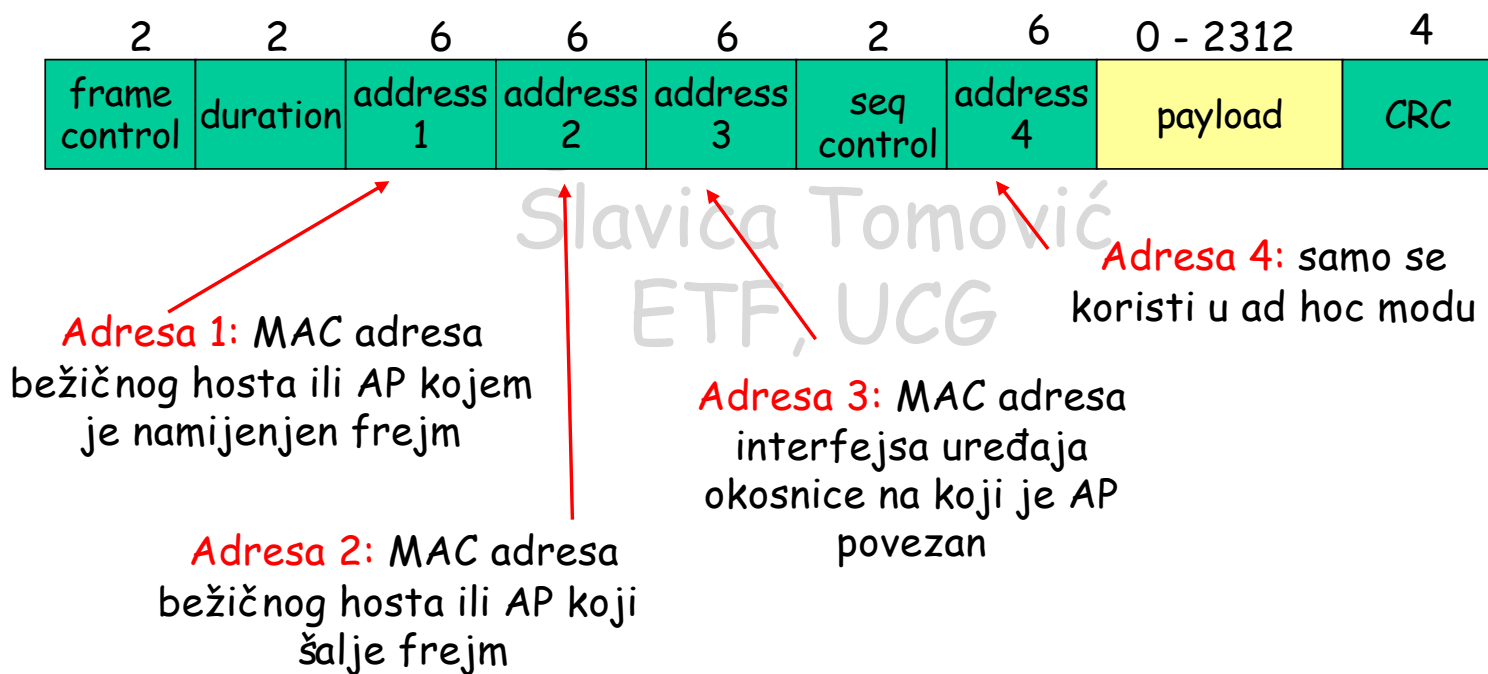 2 2 6 6 6 2 6 0 - 2312 4
frame control duration address 1 address 2 address 3 seq control address 4 payload CRC
Slavica Tomović
ETF, UCG
Adresa 1: MAC adresa
bežičnog hosta ili AP kojem
je namijenjen frejm
Adresa 2: MAC adresa
bežičnog hosta ili AP koji
šalje frejm
Adresa 3: MAC adresa
interfejsa uređaja
okosnice na koji je AP
povezan
Adresa 4: samo se
koristi u ad hoc modu